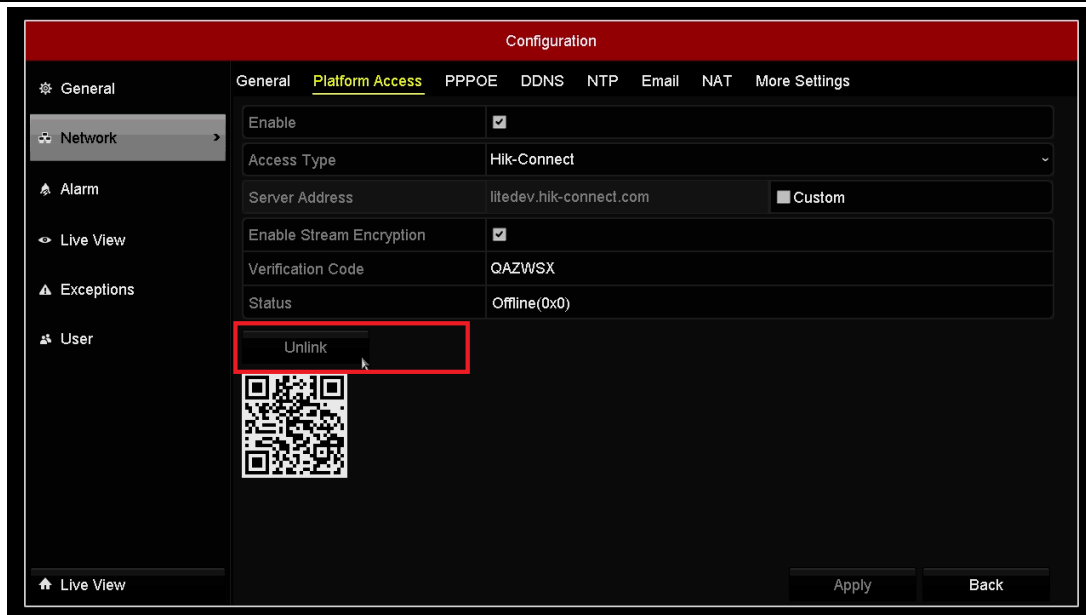 Configuration
General
Network
Alarm
Live View
Exceptions
User
Live View
General Platform Access PPPOE DDNS NTP Email NAT More Settings
Enable
Access Type Hik-Connect
Server Address litedev.hik-connect.com Custom
Enable Stream Encryption
Verification Code QAZWSX
Status Offline(0x0)
Unlink
Apply Back